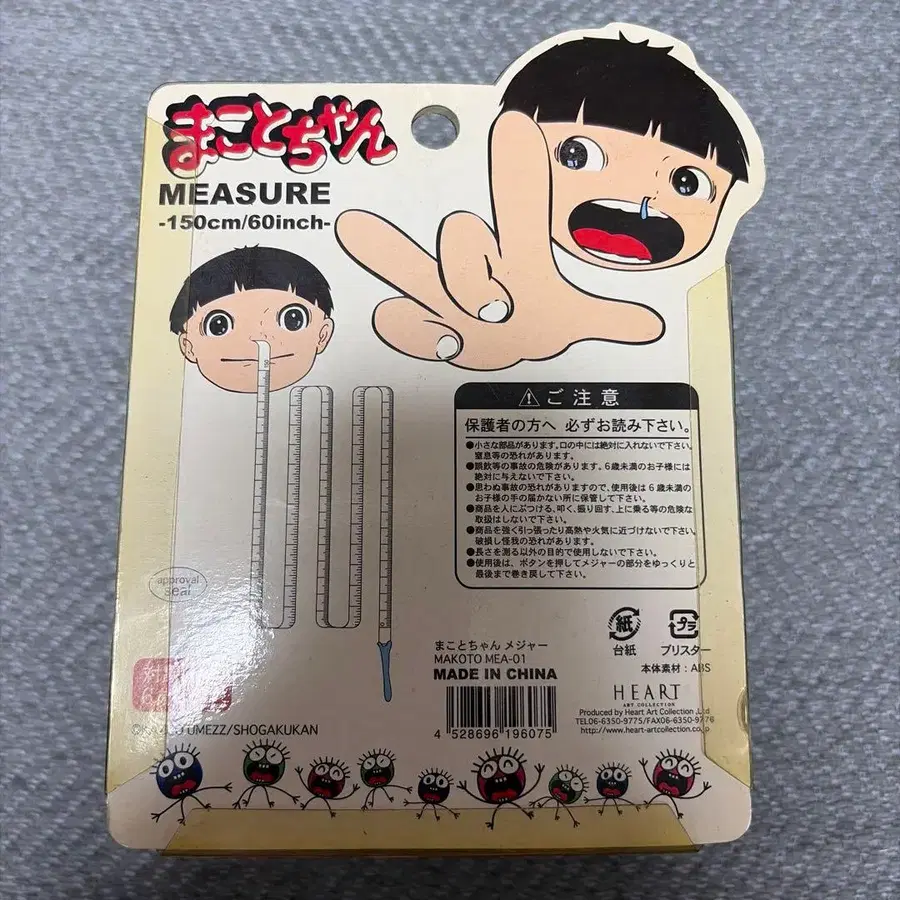 まことちゃん
MEASURE
-150cm/60inch-
⚠ご注意
保護者の方へ 必ずお読み下さい。
●小さな部品があります。口の中には絶対に入れないで下さい。
窒息等の恐れがあります。
●誤飲等の事故の危険があります。6歳未満のお子様には
絶対に与えないで下さい。
●思わぬ事故の恐れがありますので、使用後は6歳未満の
お子様の手の届かない所に保管して下さい。
●商品を人にぶつける、叩く、振り回す、上に乗る等の危険な
取扱はしないで下さい。
●商品を強く引っ張ったり高熱や火気に近づけないで下さい。
破損し怪我の恐れがあります。
●長さを測る以外の目的で使用しないで下さい。
●使用後は、ボタンを押してメジャーの部分をゆっくりと
最後まで巻き戻して下さい。
approval
seal
紙
台紙
プラ
ブリスター
本体素材:ABS
まことちゃん メジャー
MAKOTO MEA-01
MADE IN CHINA
4 528696 196075
HEART
ART COLLECTION
Produced by Heart Art Collection.,Ltd
TEL06-6350-9775/FAX06-6350-9776
http://www.heart-artcollection.co.jp
対
UMEZZ/SHOGAKUKAN